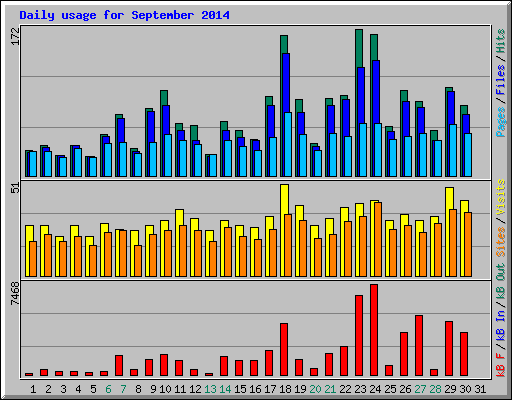 Daily usage for September 2014
172
51
7468
Pages / Files / Hits
Sites / Visits
kB F / kB In / kB Out
1 2 3 4 5 6 7 8 9 10 11 12 13 14 15 16 17 18 19 20 21 22 23 24 25 26 27 28 29 30 31